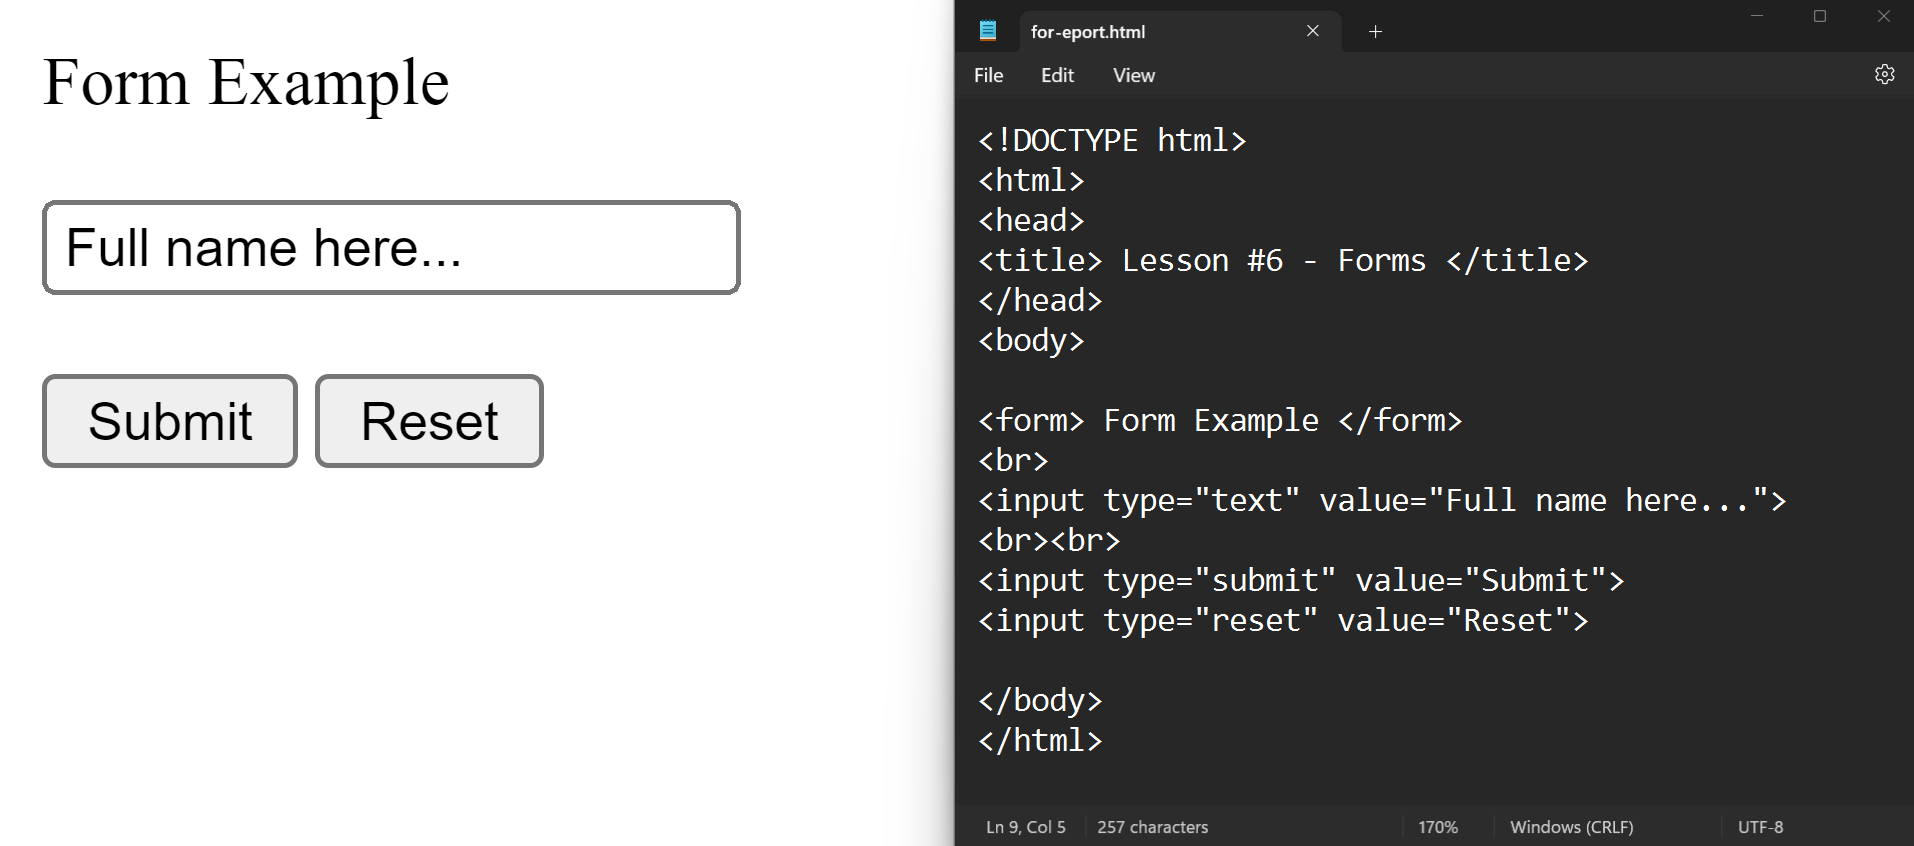 Form Example
Full name here...
Submit Reset
for-eport.html
File Edit View
<!DOCTYPE html>
<html>
<head>
<title> Lesson #6 - Forms </title>
</head>
<body>
<form> Form Example </form>
<br>
<input type="text" value="Full name here...">
<br><br>
<input type="submit" value="Submit">
<input type="reset" value="Reset">
</body>
</html>
Ln 9, Col 5 257 characters 170% Windows (CRLF) UTF-8